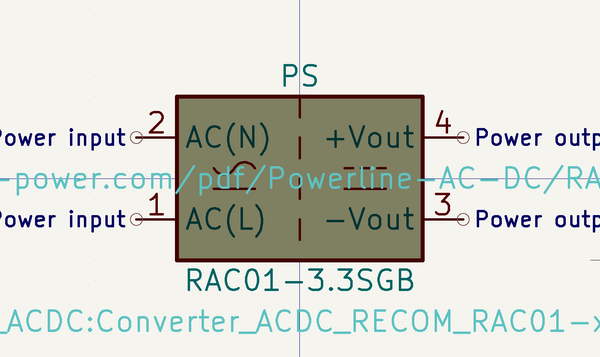 PS
Power input 2 AC(N) +Vout 4 Power outp
-power.com/pdf/Powerline-AC-DC/RA
Power input 1 AC(L) -Vout 3 Power outp
RAC01-3.3SGB
_ACDC:Converter_ACDC_RECOM_RAC01-x